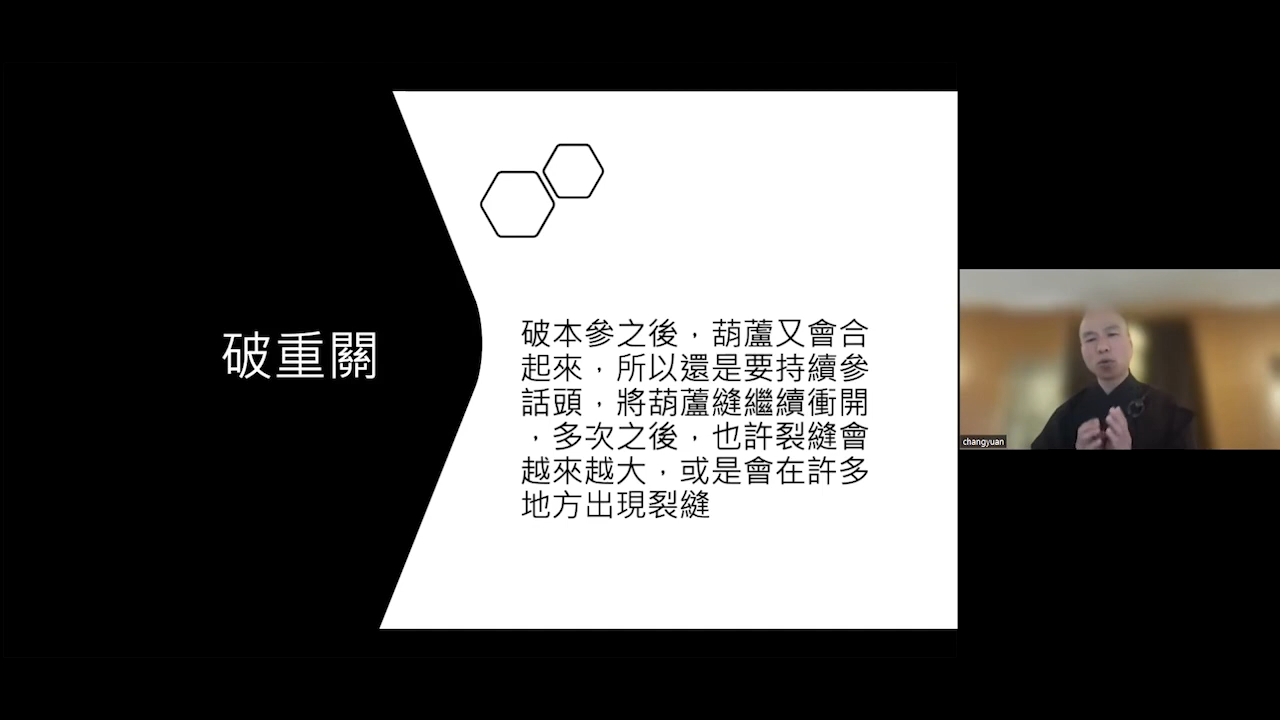 破重關
破本參之後，葫蘆又會合
起來，所以還是要持續參
話頭，將葫蘆縫繼續衝開
，多次之後，也許裂縫會
越來越大，或是會在許多
地方出現裂縫
changyuan